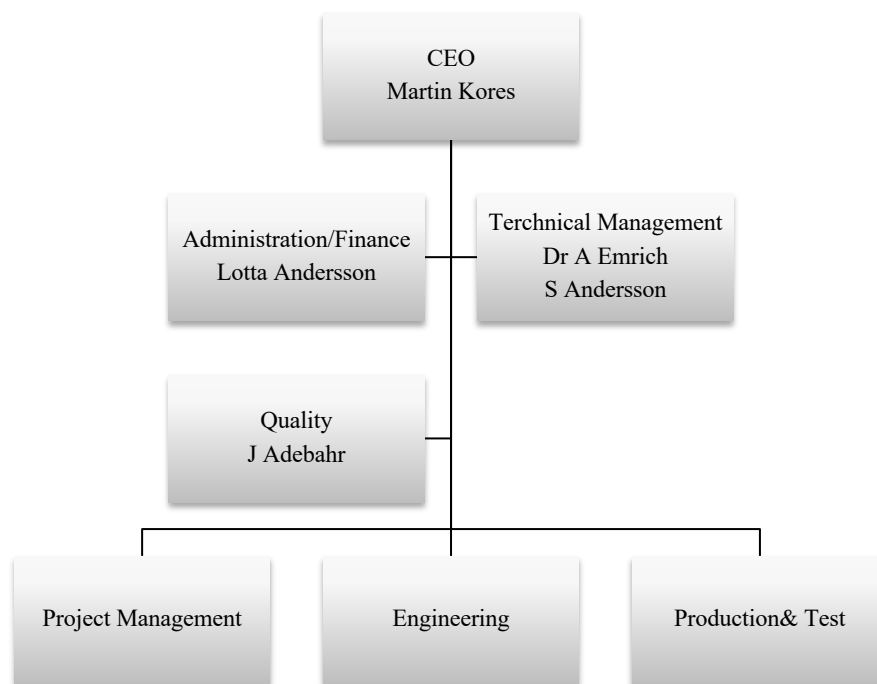 CEO
Martin Kores
Administration/Finance
Lotta Andersson
Terchnical Management
Dr A Emrich
S Andersson
Quality
J Adebahr
Project Management
Engineering
Production& Test